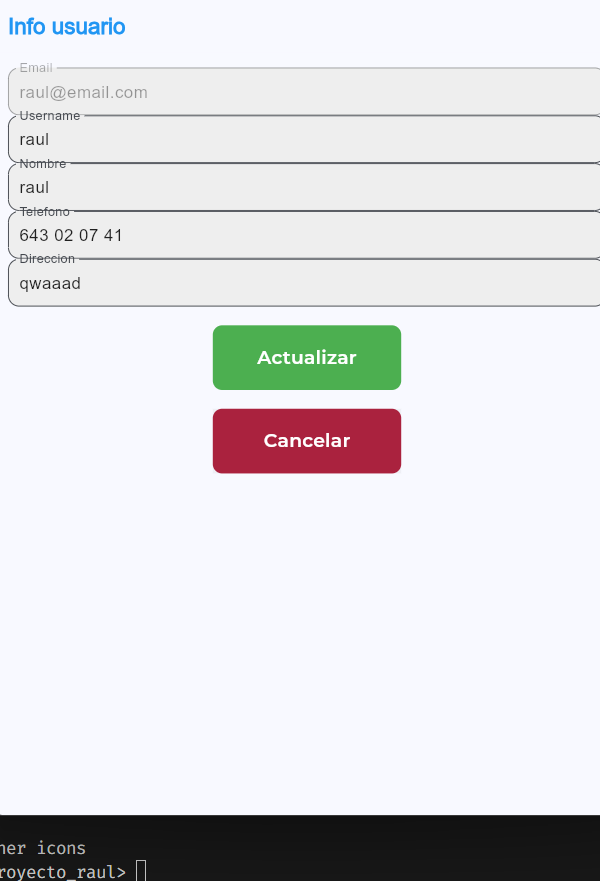 Info usuario
Email
raul@email.com
Username
raul
Nombre
raul
Telefono
643 02 07 41
Direccion
qwaaad
Actualizar
Cancelar
her icons
royecto_raul>